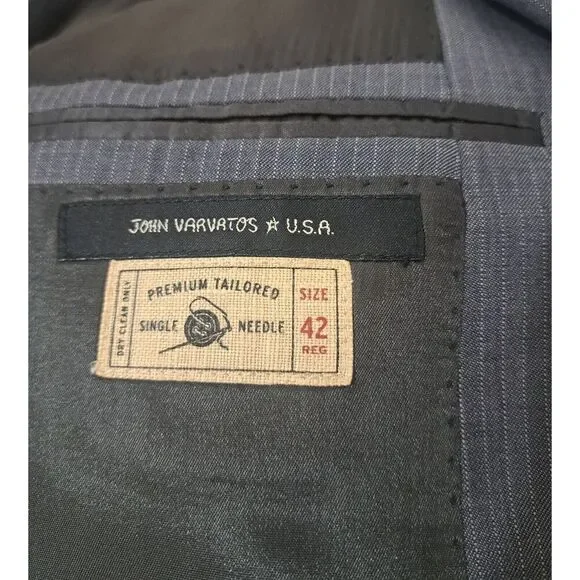 JOHN VARVATOS ☆ U.S.A.
DRY CLEAN ONLY
PREMIUM TAILORED
SINGLE NEEDLE
SIZE
42
REG